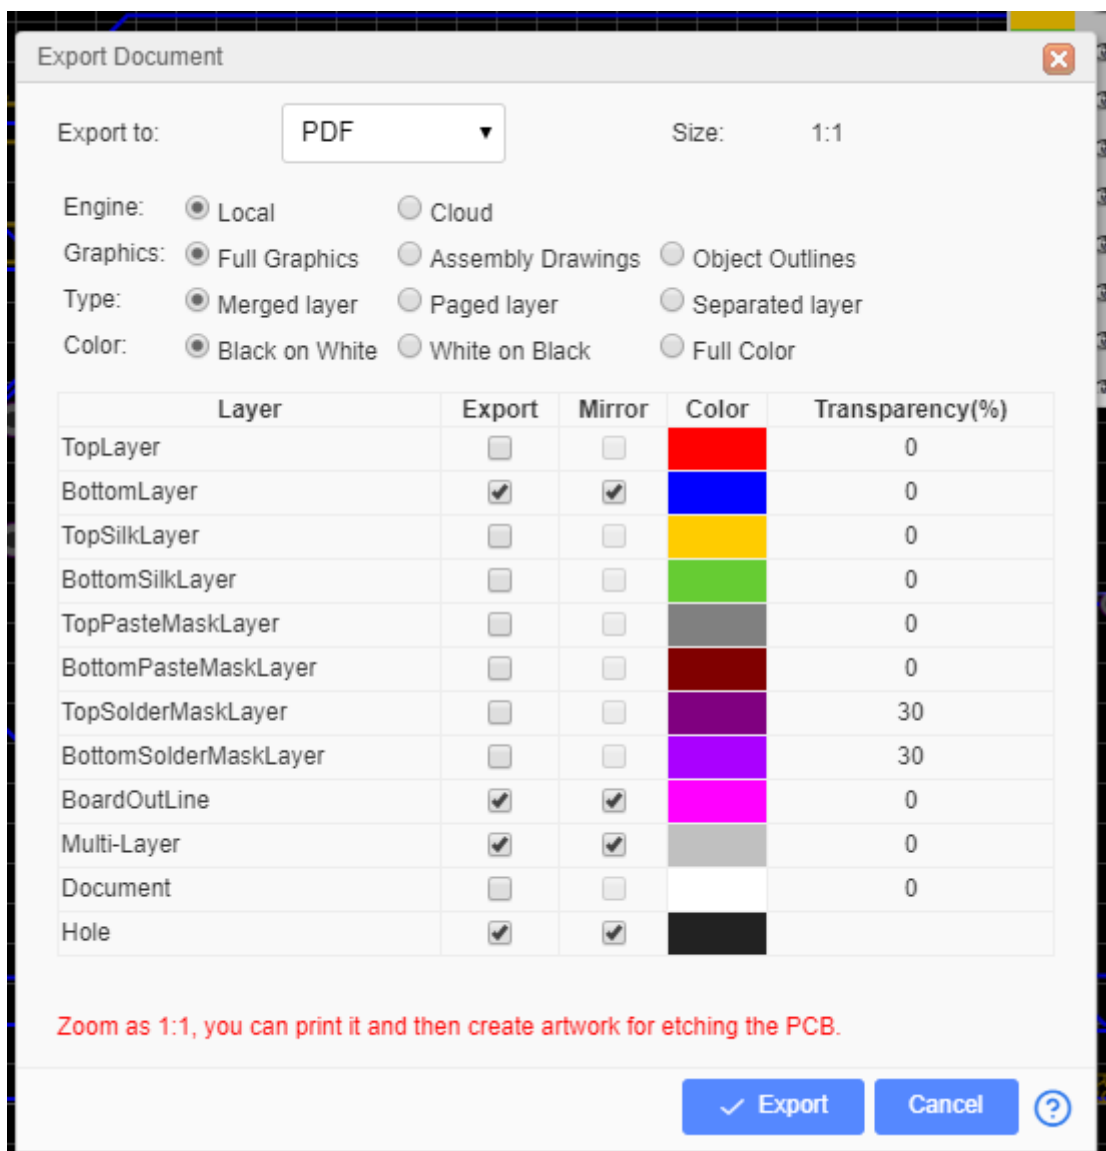 Export Document
Export to: PDF Size: 1:1
Engine: Local Cloud
Graphics: Full Graphics Assembly Drawings Object Outlines
Type: Merged layer Paged layer Separated layer
Color: Black on White White on Black Full Color
Layer Export Mirror Color Transparency(%)
TopLayer 0
BottomLayer 0
TopSilkLayer 0
BottomSilkLayer 0
TopPasteMaskLayer 0
BottomPasteMaskLayer 0
TopSolderMaskLayer 30
BottomSolderMaskLayer 30
BoardOutLine 0
Multi-Layer 0
Document 0
Hole
Zoom as 1:1, you can print it and then create artwork for etching the PCB.
Export Cancel ?